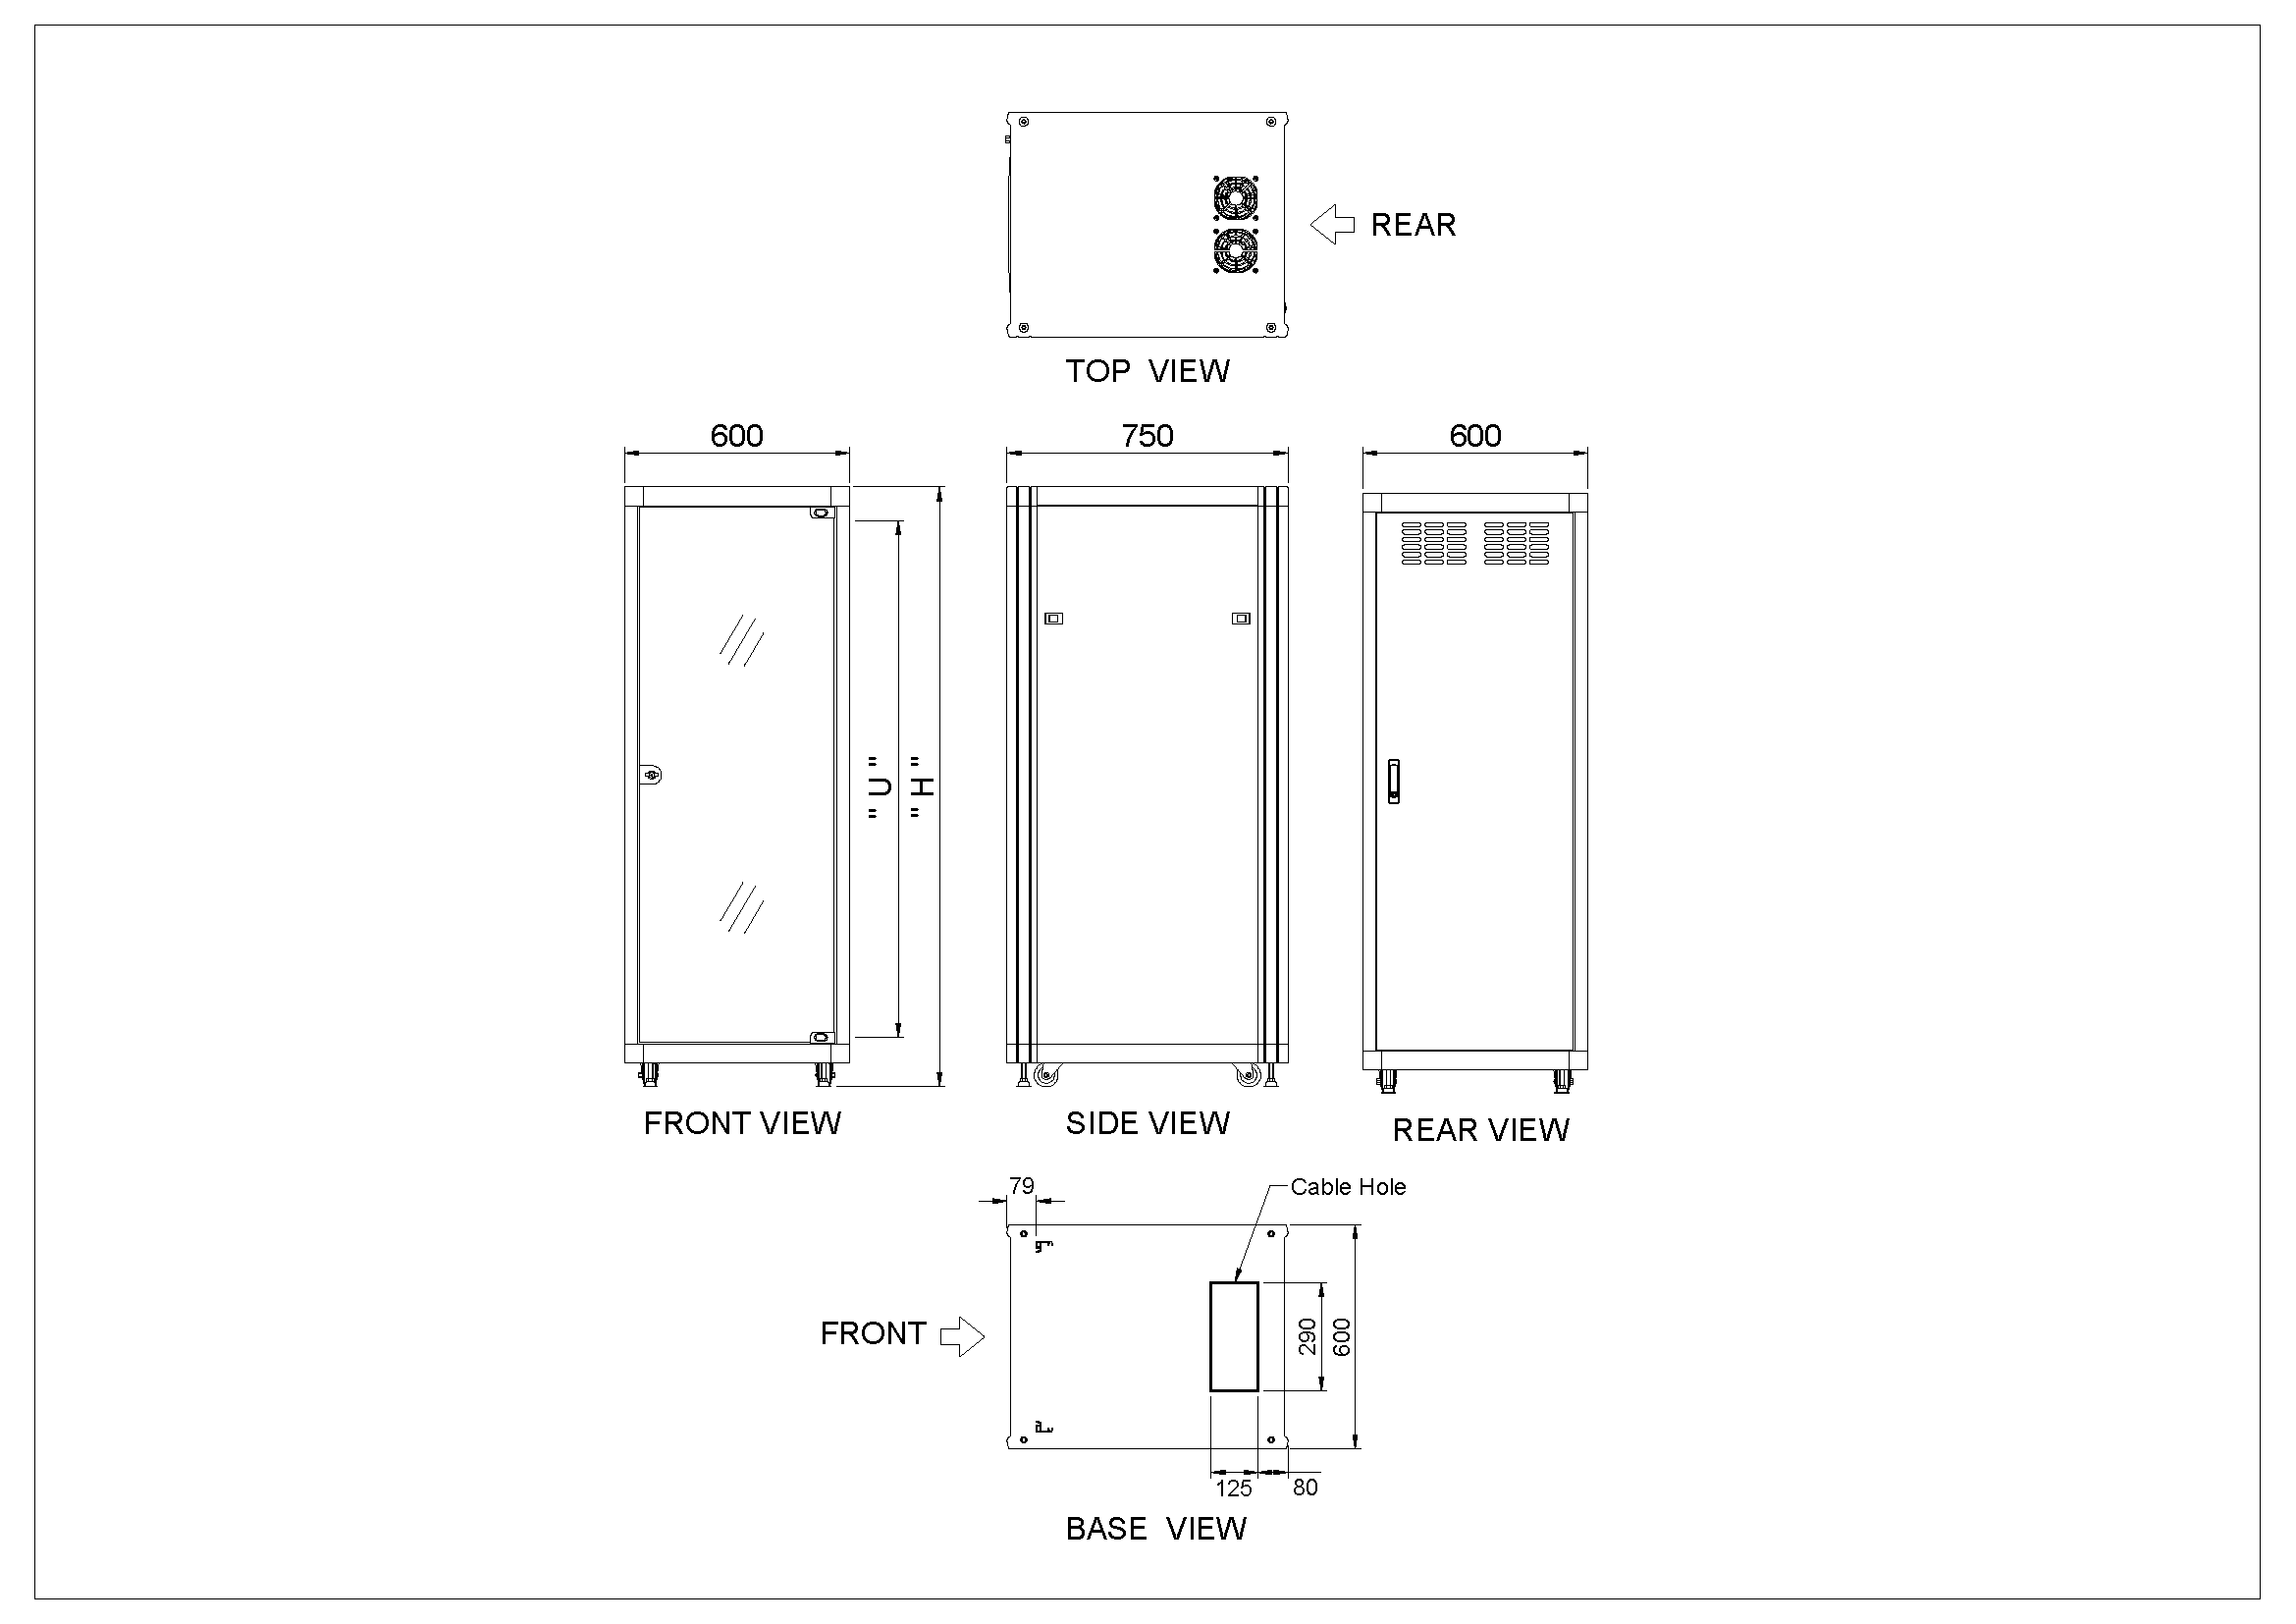 REAR
TOP VIEW
600
750
600
"U"
"H"
FRONT VIEW
SIDE VIEW
REAR VIEW
79
Cable Hole
FRONT
290
600
125
80
BASE VIEW